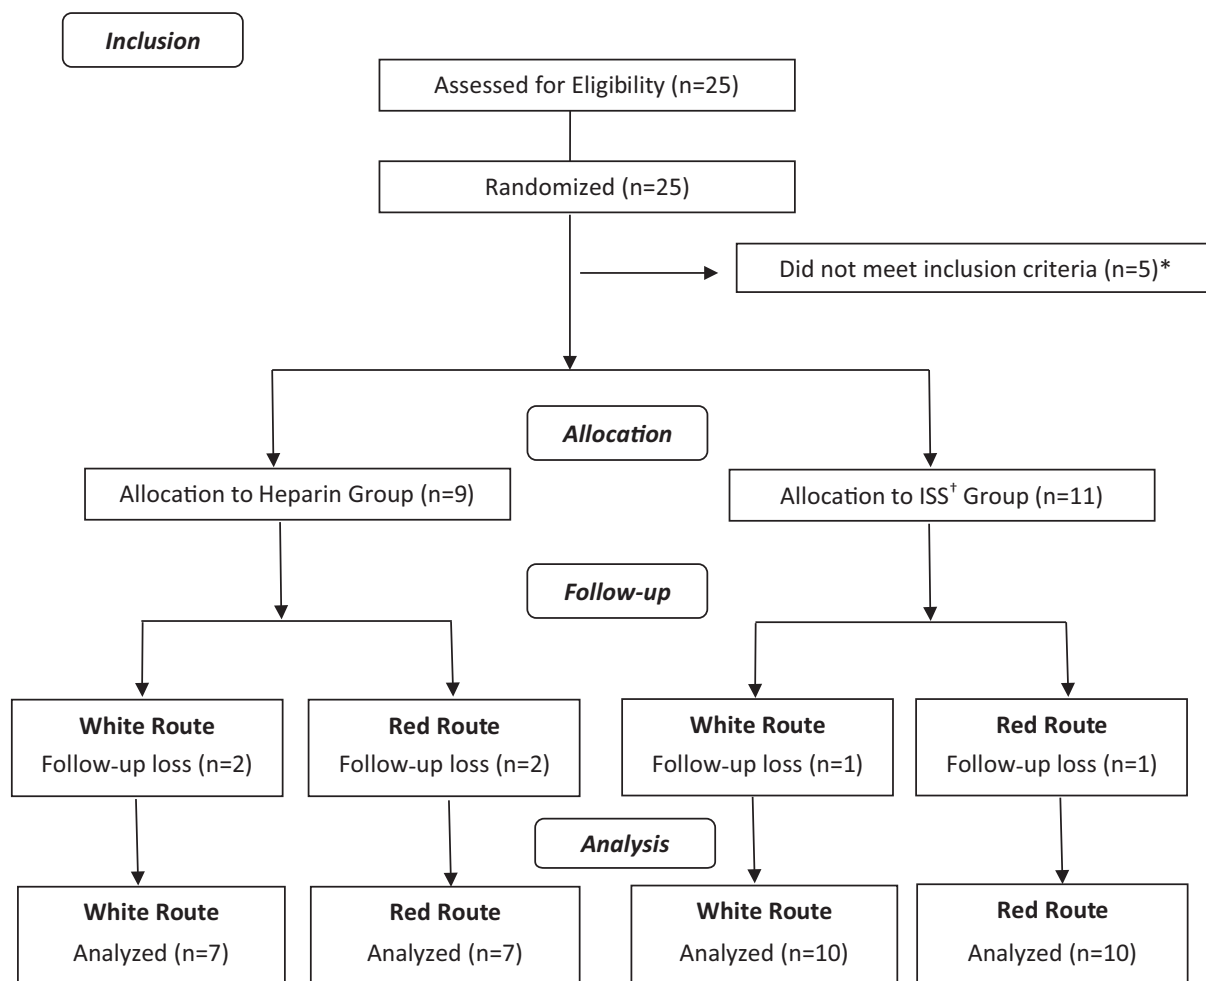 Inclusion
Assessed for Eligibility (n=25)
Randomized (n=25)
Did not meet inclusion criteria (n=5)*
Allocation
Allocation to Heparin Group (n=9)
Allocation to ISS† Group (n=11)
Follow-up
White Route
Follow-up loss (n=2)
Red Route
Follow-up loss (n=2)
White Route
Follow-up loss (n=1)
Red Route
Follow-up loss (n=1)
Analysis
White Route
Analyzed (n=7)
Red Route
Analyzed (n=7)
White Route
Analyzed (n=10)
Red Route
Analyzed (n=10)